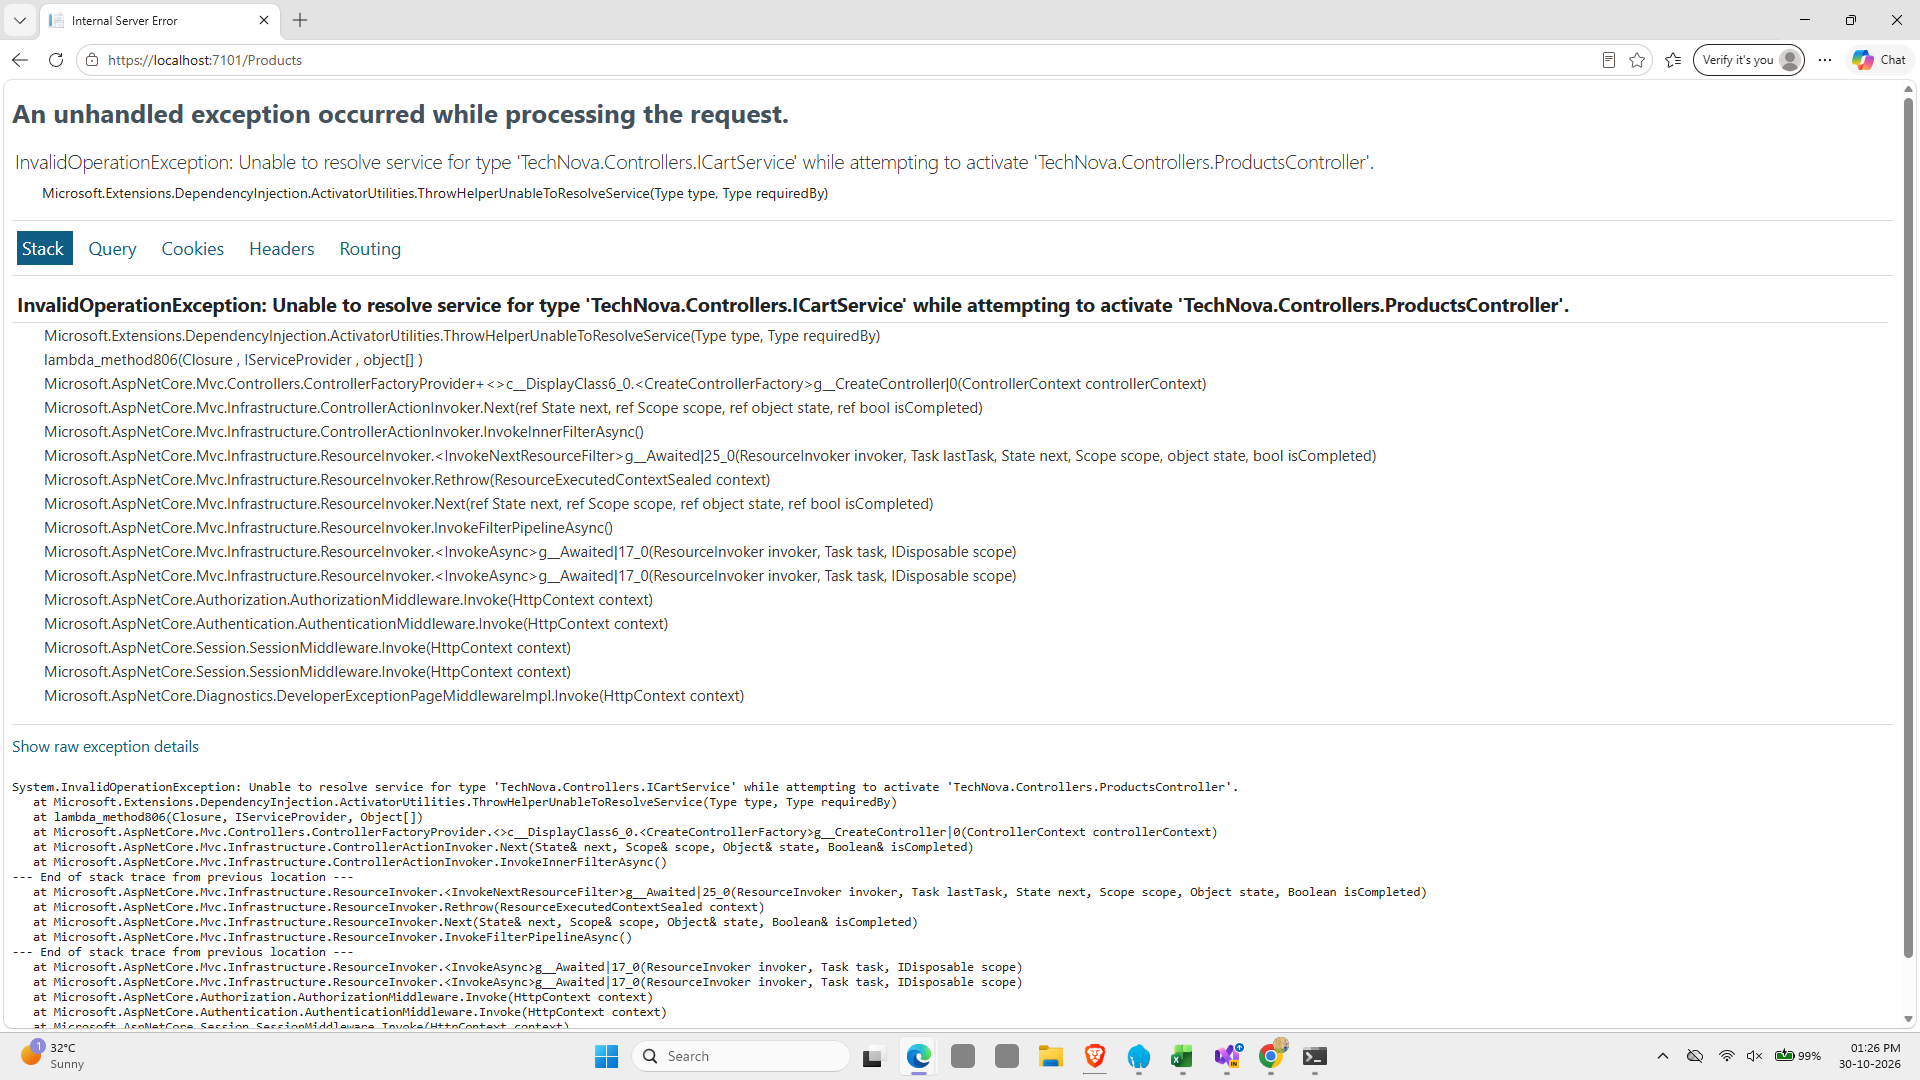 Internal Server Error
https://localhost:7101/Products
Verify it's you
Chat
An unhandled exception occurred while processing the request.
InvalidOperationException: Unable to resolve service for type 'TechNova.Controllers.ICartService' while attempting to activate 'TechNova.Controllers.ProductsController'.
Microsoft.Extensions.DependencyInjection.ActivatorUtilities.ThrowHelperUnableToResolveService(Type type, Type requiredBy)
Stack Query Cookies Headers Routing
InvalidOperationException: Unable to resolve service for type 'TechNova.Controllers.ICartService' while attempting to activate 'TechNova.Controllers.ProductsController'.
Microsoft.Extensions.DependencyInjection.ActivatorUtilities.ThrowHelperUnableToResolveService(Type type, Type requiredBy)
lambda_method806(Closure , IServiceProvider , object[] )
Microsoft.AspNetCore.Mvc.Controllers.ControllerFactoryProvider+<>c__DisplayClass6_0.<CreateControllerFactory>g__CreateController|0(ControllerContext controllerContext)
Microsoft.AspNetCore.Mvc.Infrastructure.ControllerActionInvoker.Next(ref State next, ref Scope scope, ref object state, ref bool isCompleted)
Microsoft.AspNetCore.Mvc.Infrastructure.ControllerActionInvoker.InvokeInnerFilterAsync()
Microsoft.AspNetCore.Mvc.Infrastructure.ResourceInvoker.<InvokeNextResourceFilter>g__Awaited|25_0(ResourceInvoker invoker, Task lastTask, State next, Scope scope, object state, bool isCompleted)
Microsoft.AspNetCore.Mvc.Infrastructure.ResourceInvoker.Rethrow(ResourceExecutedContextSealed context)
Microsoft.AspNetCore.Mvc.Infrastructure.ResourceInvoker.Next(ref State next, ref Scope scope, ref object state, ref bool isCompleted)
Microsoft.AspNetCore.Mvc.Infrastructure.ResourceInvoker.InvokeFilterPipelineAsync()
Microsoft.AspNetCore.Mvc.Infrastructure.ResourceInvoker.<InvokeAsync>g__Awaited|17_0(ResourceInvoker invoker, Task task, IDisposable scope)
Microsoft.AspNetCore.Mvc.Infrastructure.ResourceInvoker.<InvokeAsync>g__Awaited|17_0(ResourceInvoker invoker, Task task, IDisposable scope)
Microsoft.AspNetCore.Authorization.AuthorizationMiddleware.Invoke(HttpContext context)
Microsoft.AspNetCore.Authentication.AuthenticationMiddleware.Invoke(HttpContext context)
Microsoft.AspNetCore.Session.SessionMiddleware.Invoke(HttpContext context)
Microsoft.AspNetCore.Session.SessionMiddleware.Invoke(HttpContext context)
Microsoft.AspNetCore.Diagnostics.DeveloperExceptionPageMiddlewareImpl.Invoke(HttpContext context)
Show raw exception details
System.InvalidOperationException: Unable to resolve service for type 'TechNova.Controllers.ICartService' while attempting to activate 'TechNova.Controllers.ProductsController'.
at Microsoft.Extensions.DependencyInjection.ActivatorUtilities.ThrowHelperUnableToResolveService(Type type, Type requiredBy)
at lambda_method806(Closure, IServiceProvider, Object[])
at Microsoft.AspNetCore.Mvc.Controllers.ControllerFactoryProvider.<>c__DisplayClass6_0.<CreateControllerFactory>g__CreateController|0(ControllerContext controllerContext)
at Microsoft.AspNetCore.Mvc.Infrastructure.ControllerActionInvoker.Next(State& next, Scope& scope, Object& state, Boolean& isCompleted)
at Microsoft.AspNetCore.Mvc.Infrastructure.ControllerActionInvoker.InvokeInnerFilterAsync()
--- End of stack trace from previous location ---
at Microsoft.AspNetCore.Mvc.Infrastructure.ResourceInvoker.<InvokeNextResourceFilter>g__Awaited|25_0(ResourceInvoker invoker, Task lastTask, State next, Scope scope, Object state, Boolean isCompleted)
at Microsoft.AspNetCore.Mvc.Infrastructure.ResourceInvoker.Rethrow(ResourceExecutedContextSealed context)
at Microsoft.AspNetCore.Mvc.Infrastructure.ResourceInvoker.Next(State& next, Scope& scope, Object& state, Boolean& isCompleted)
at Microsoft.AspNetCore.Mvc.Infrastructure.ResourceInvoker.InvokeFilterPipelineAsync()
--- End of stack trace from previous location ---
at Microsoft.AspNetCore.Mvc.Infrastructure.ResourceInvoker.<InvokeAsync>g__Awaited|17_0(ResourceInvoker invoker, Task task, IDisposable scope)
at Microsoft.AspNetCore.Mvc.Infrastructure.ResourceInvoker.<InvokeAsync>g__Awaited|17_0(ResourceInvoker invoker, Task task, IDisposable scope)
at Microsoft.AspNetCore.Authorization.AuthorizationMiddleware.Invoke(HttpContext context)
at Microsoft.AspNetCore.Authentication.AuthenticationMiddleware.Invoke(HttpContext context)
at Microsoft.AspNetCore.Session.SessionMiddleware.Invoke(HttpContext context)
1
32°C
Sunny
Search
99%
01:26 PM
30-10-2026